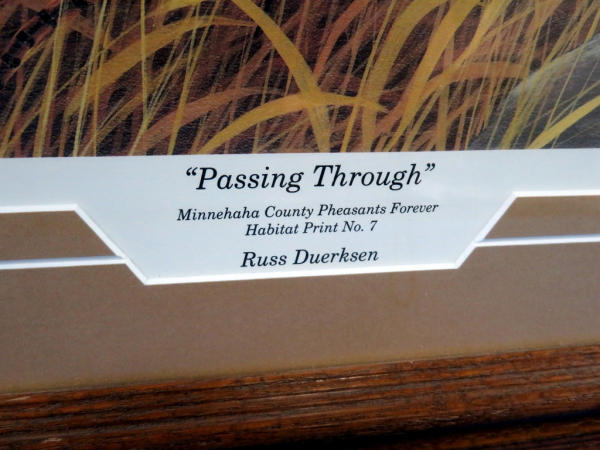 "Passing Through"
Minnehaha County Pheasants Forever
Habitat Print No. 7
Russ Duerksen